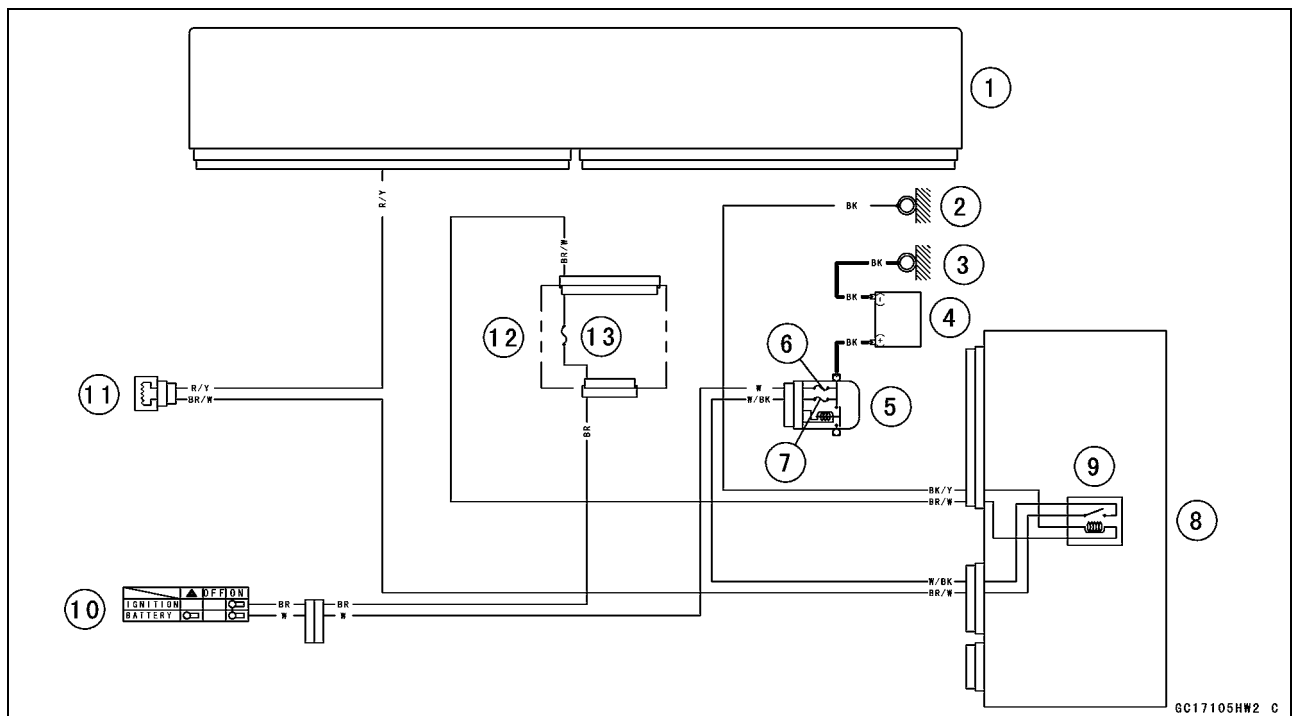 1
R/Y
BK
2
BK
3
BR/W
BK
(-)
4
12
13
6
BK
(+)
R/Y
W
11
BR/W
W/BK
5
BR
7
9
BK/Y
BR/W
8
W/BK
▲ OFF ON
BR/W
IGNITION
BR
BR
10
BATTERY
W
W
GC17105HW2 C